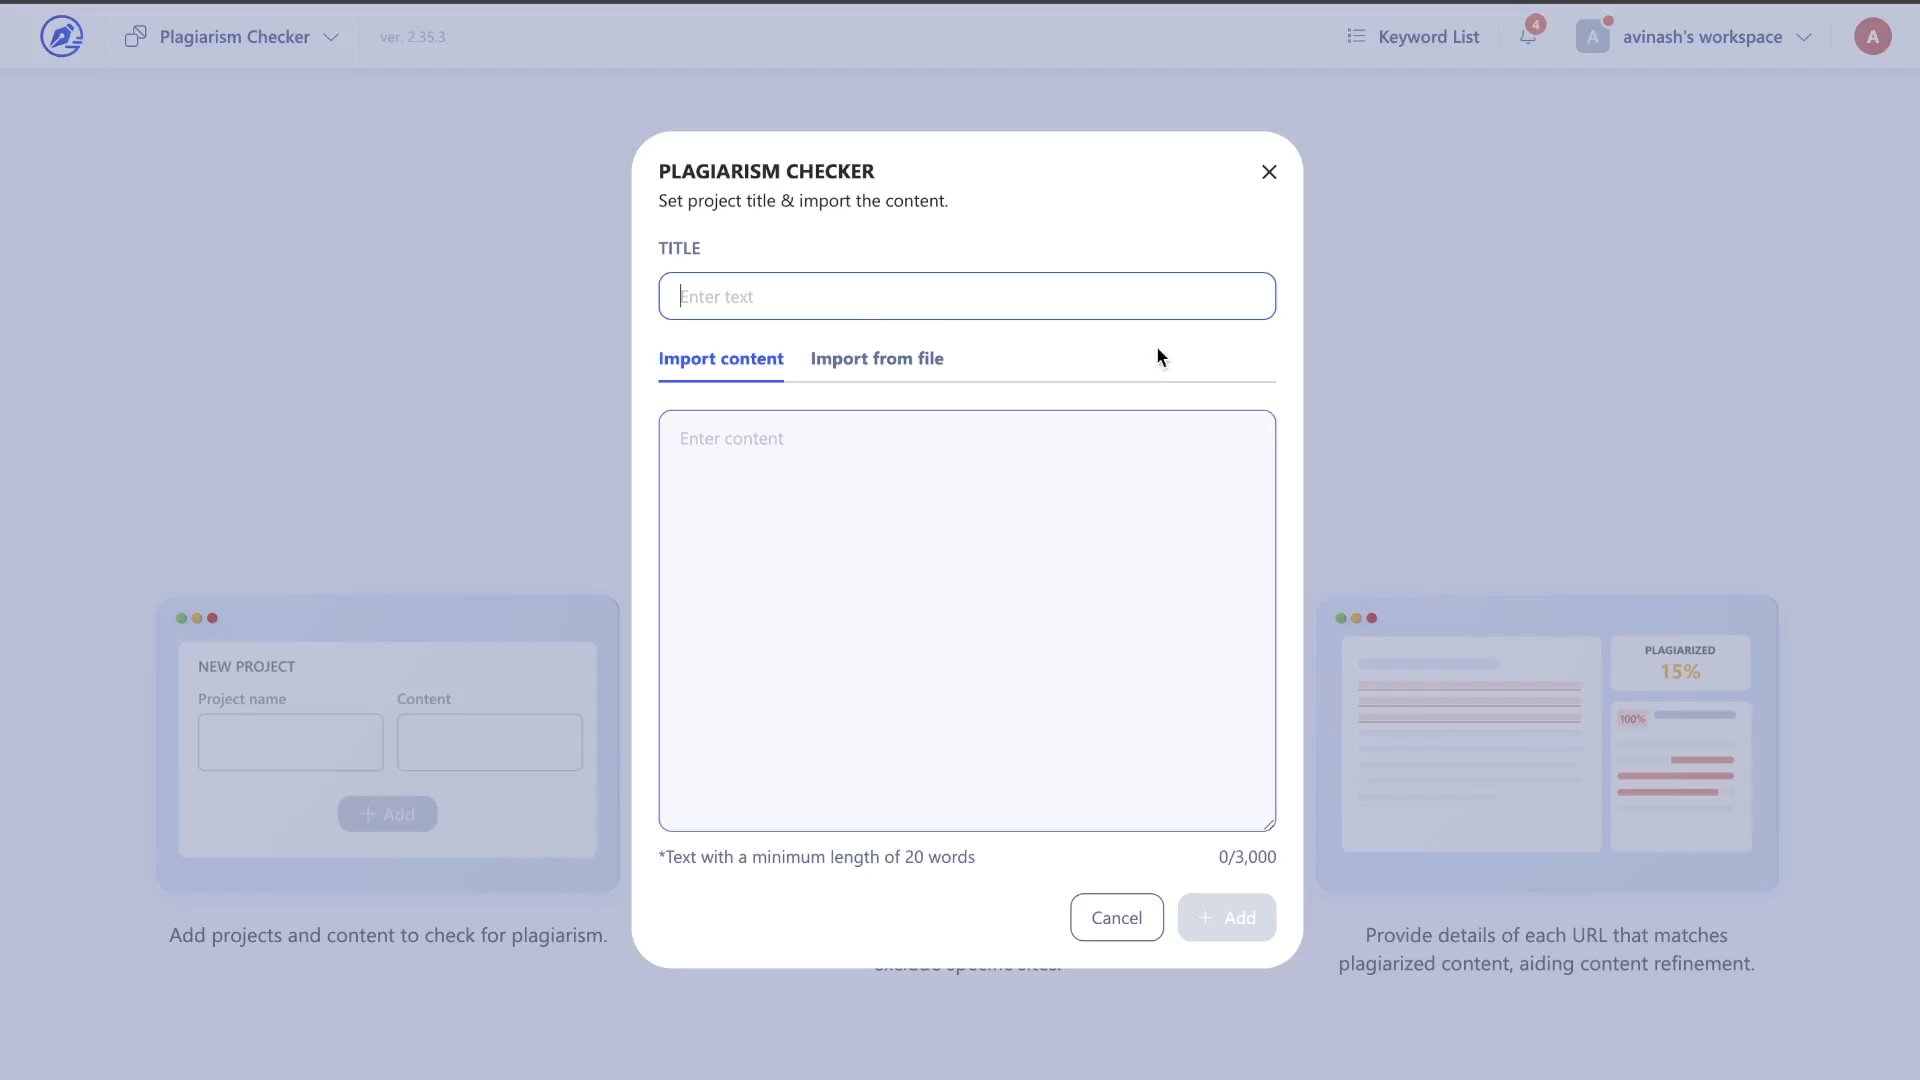 Plagiarism Checker
ver. 2.35.3
Keyword List
4
A
avinash's workspace
A
PLAGIARISM CHECKER
Set project title & import the content.
TITLE
Enter text
Import content
Import from file
Enter content
*Text with a minimum length of 20 words
0/3,000
Cancel
+ Add
NEW PROJECT
Project name
Content
+ Add
Add projects and content to check for plagiarism.
exclude specific sites.
PLAGIARIZED
15%
100%
Provide details of each URL that matches
plagiarized content, aiding content refinement.